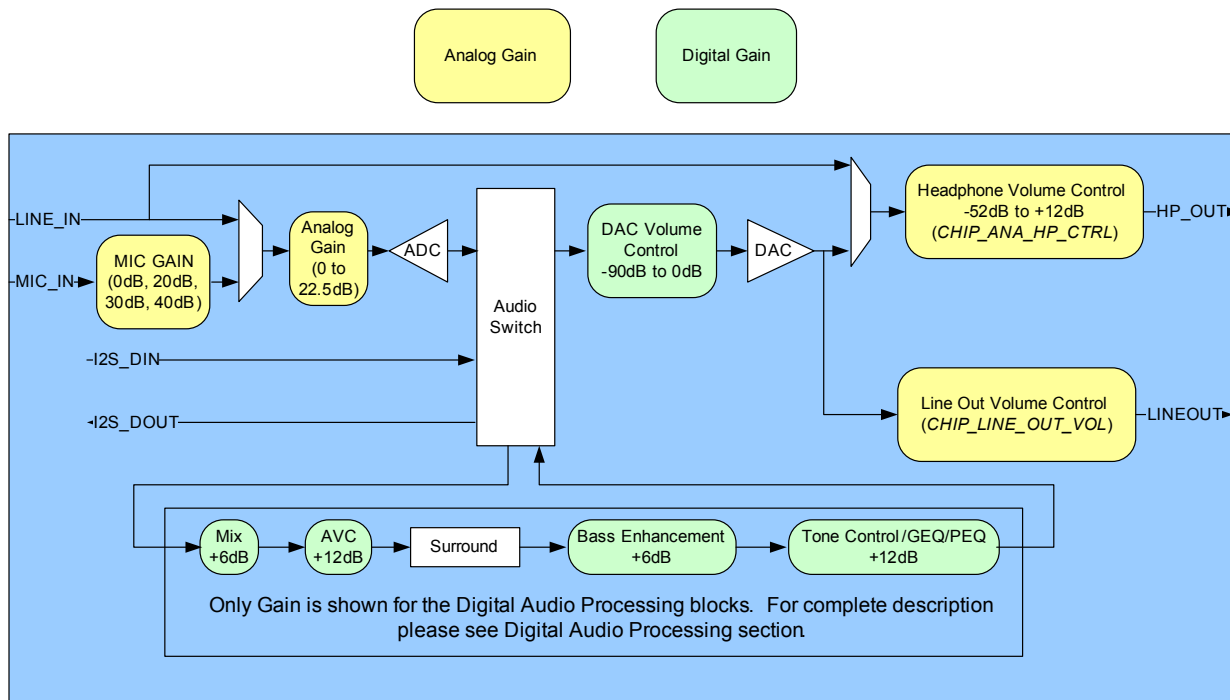 Analog Gain
Digital Gain
LINE_IN
MIC_IN
MIC GAIN
(0dB, 20dB,
30dB, 40dB)
Analog
Gain
(0 to
22.5dB)
ADC
I2S_DIN
I2S_DOUT
Audio
Switch
DAC Volume
Control
-90dB to 0dB
DAC
Headphone Volume Control
-52dB to +12dB
(CHIP_ANA_HP_CTRL)
HP_OUT
Line Out Volume Control
(CHIP_LINE_OUT_VOL)
LINEOUT
Mix
+6dB
AVC
+12dB
Surround
Bass Enhancement
+6dB
Tone Control/GEQ/PEQ
+12dB
Only Gain is shown for the Digital Audio Processing blocks. For complete description
please see Digital Audio Processing section.